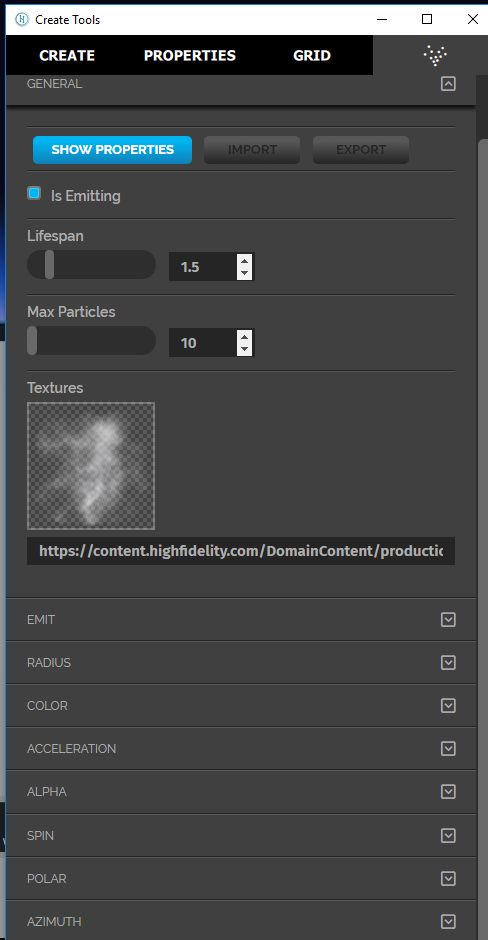 Create Tools
CREATE PROPERTIES GRID
GENERAL
SHOW PROPERTIES IMPORT EXPORT
Is Emitting
Lifespan
1.5
Max Particles
10
Textures
https://content.highfidelity.com/DomainContent/productic
EMIT
RADIUS
COLOR
ACCELERATION
ALPHA
SPIN
POLAR
AZIMUTH